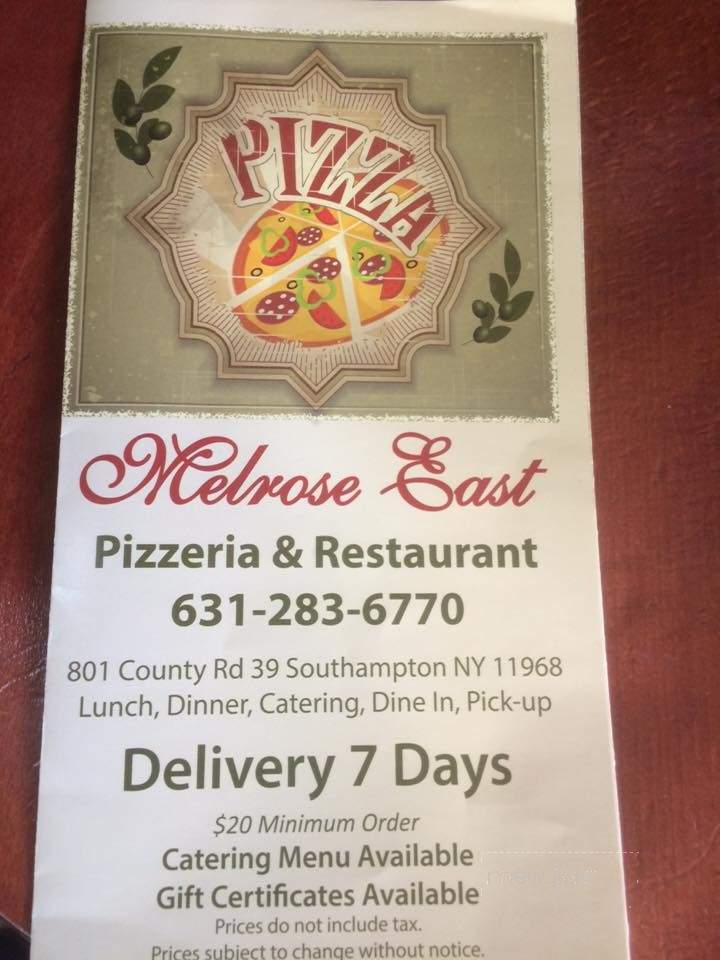 PIZZA
Melrose East
Pizzeria & Restaurant
631-283-6770
801 County Rd 39 Southampton NY 11968
Lunch, Dinner, Catering, Dine In, Pick-up
Delivery 7 Days
$20 Minimum Order
Catering Menu Available
Gift Certificates Available
Prices do not include tax.
Prices subject to change without notice.